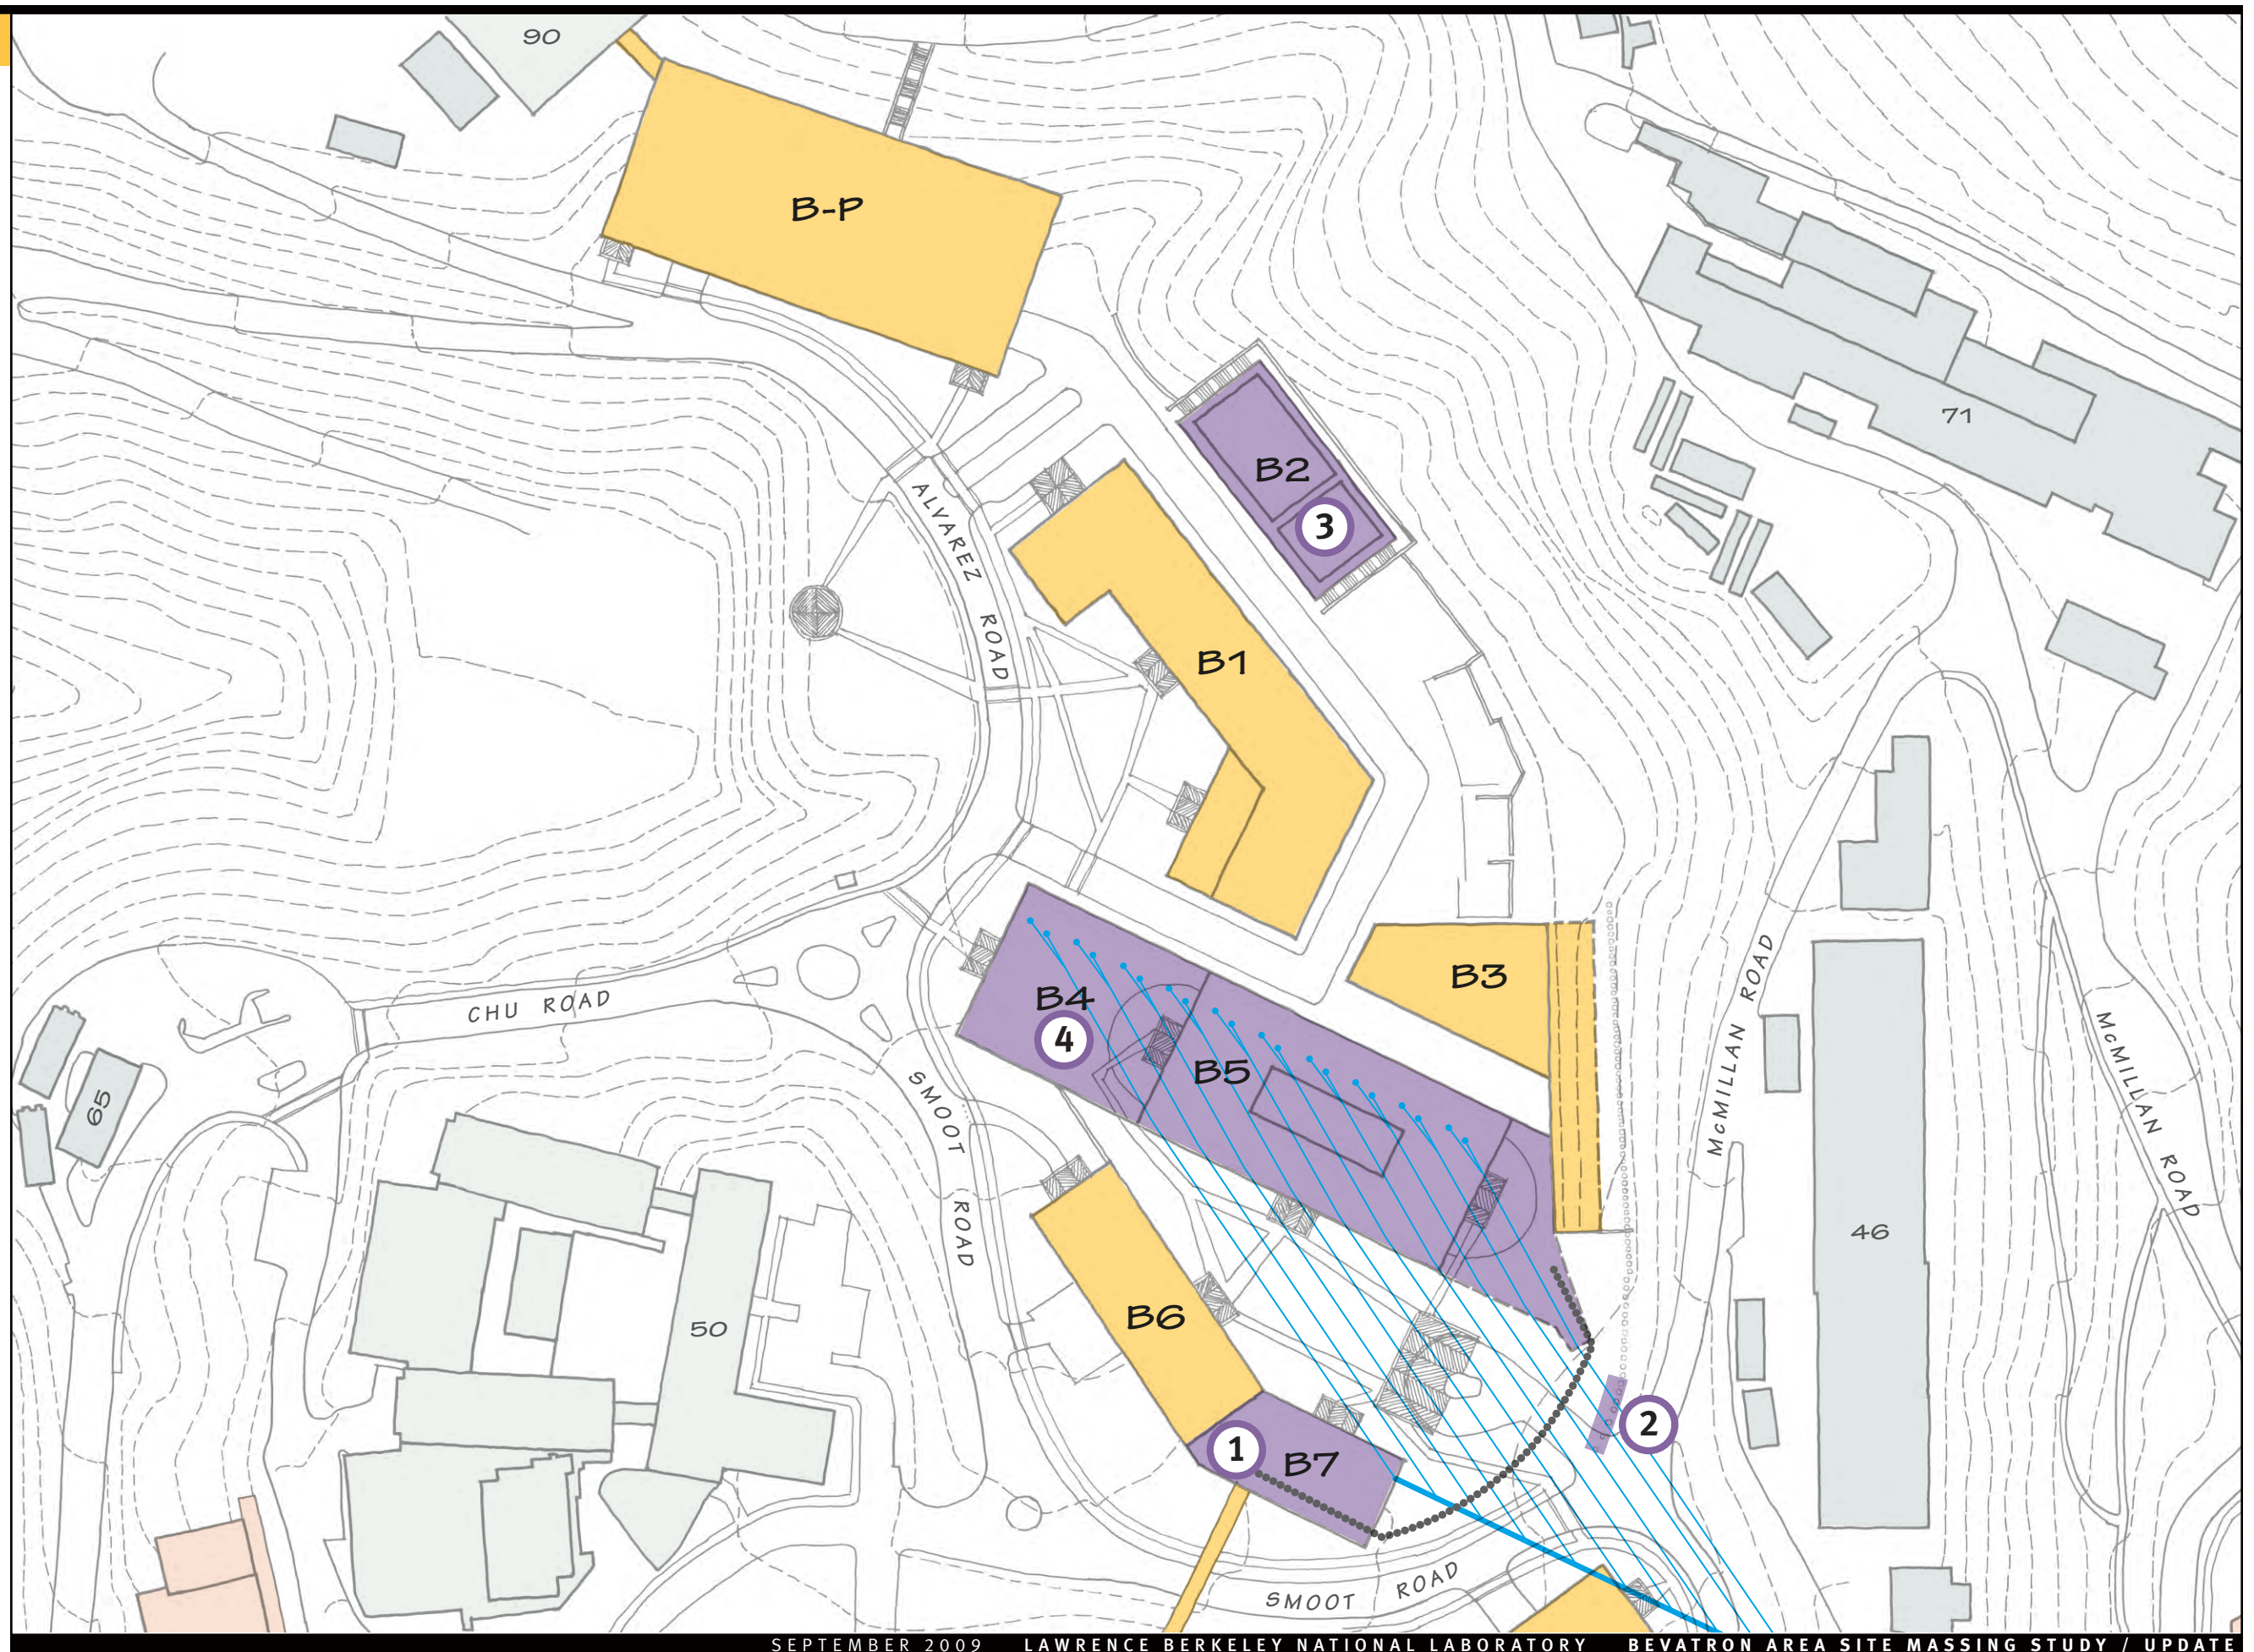 90
B-P
71
B2
3
ALVAREZ ROAD
B1
B3
B4
4
B5
CHU ROAD
McMILLAN ROAD
McMILLAN ROAD
65
SMOOT ROAD
46
50
B6
2
1
B7
SMOOT ROAD
SEPTEMBER 2009 LAWRENCE BERKELEY NATIONAL LABORATORY BEVATRON AREA SITE MASSING STUDY / UPDATE